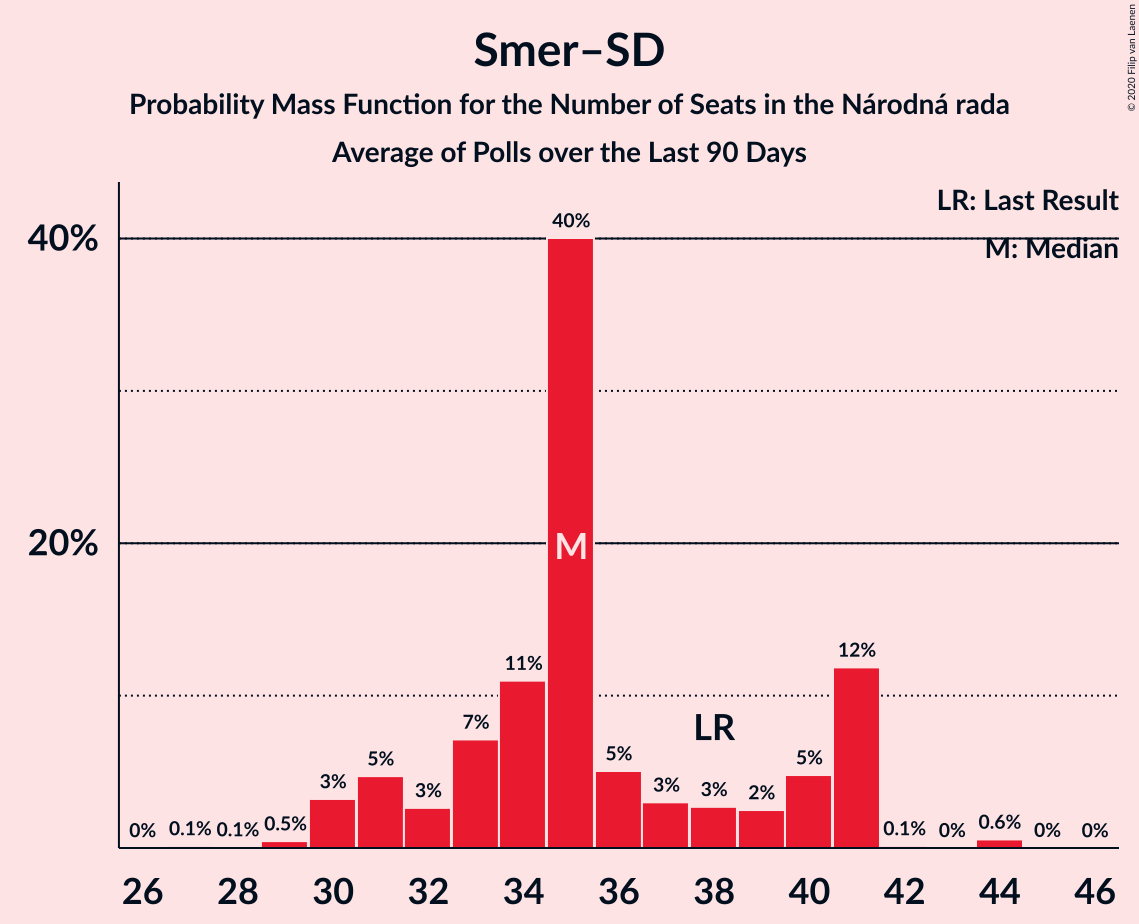 Smer–SD
Probability Mass Function for the Number of Seats in the Národná rada
Average of Polls over the Last 90 Days
© 2020 Filip van Laenen
LR: Last Result
M: Median
40%
20%
0% 0.1% 0.1% 0.5% 3% 5% 3% 7% 11% 40% 5% 3% 3% 2% 5% 12% 0.1% 0% 0.6% 0% 0%
M
LR
26 28 30 32 34 36 38 40 42 44 46